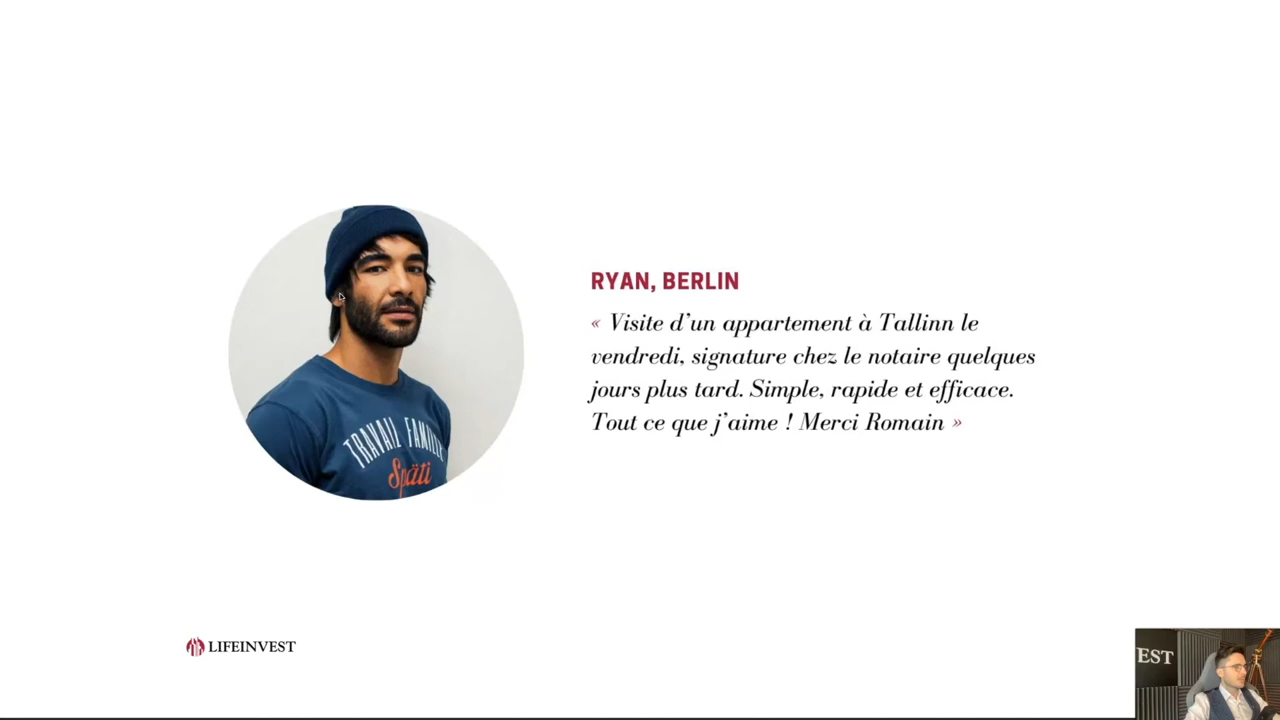 RYAN, BERLIN
« Visite d’un appartement à Tallinn le
vendredi, signature chez le notaire quelques
jours plus tard. Simple, rapide et efficace.
Tout ce que j’aime ! Merci Romain »
TRAVAIL FAMILLE
Späti
LIFEINVEST
EST